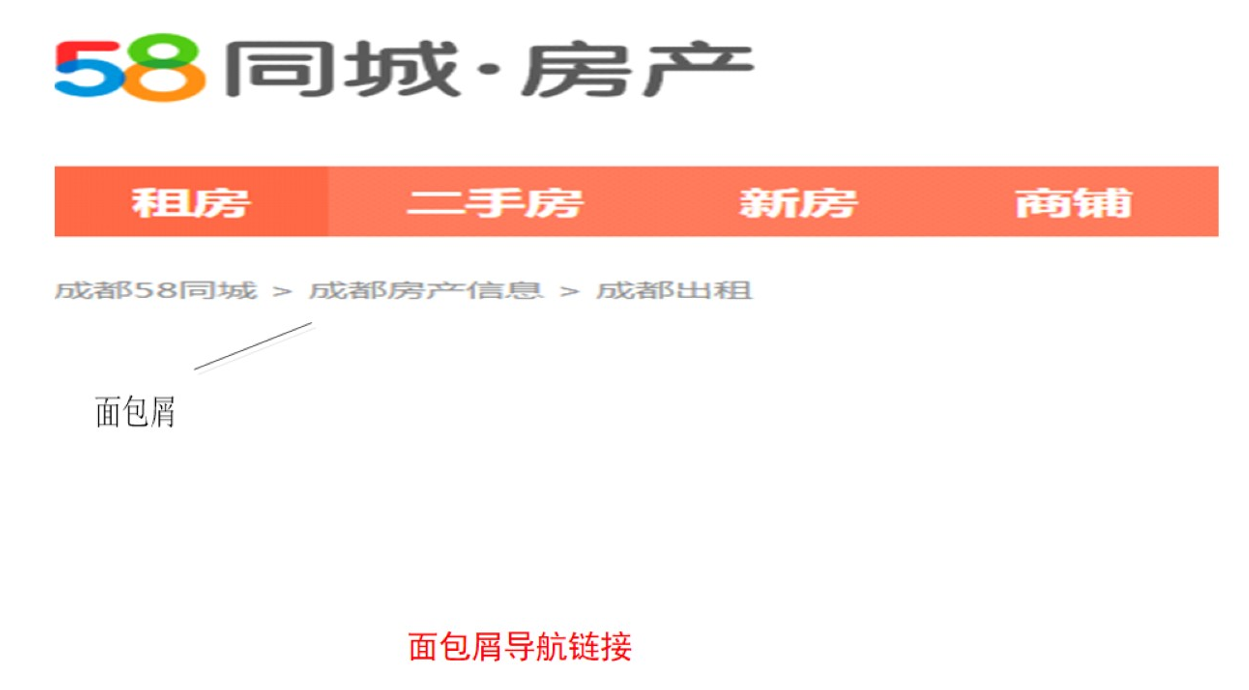 58同城·房产
租房 二手房 新房 商铺
成都58同城 > 成都房产信息 > 成都出租
面包屑
面包屑导航链接